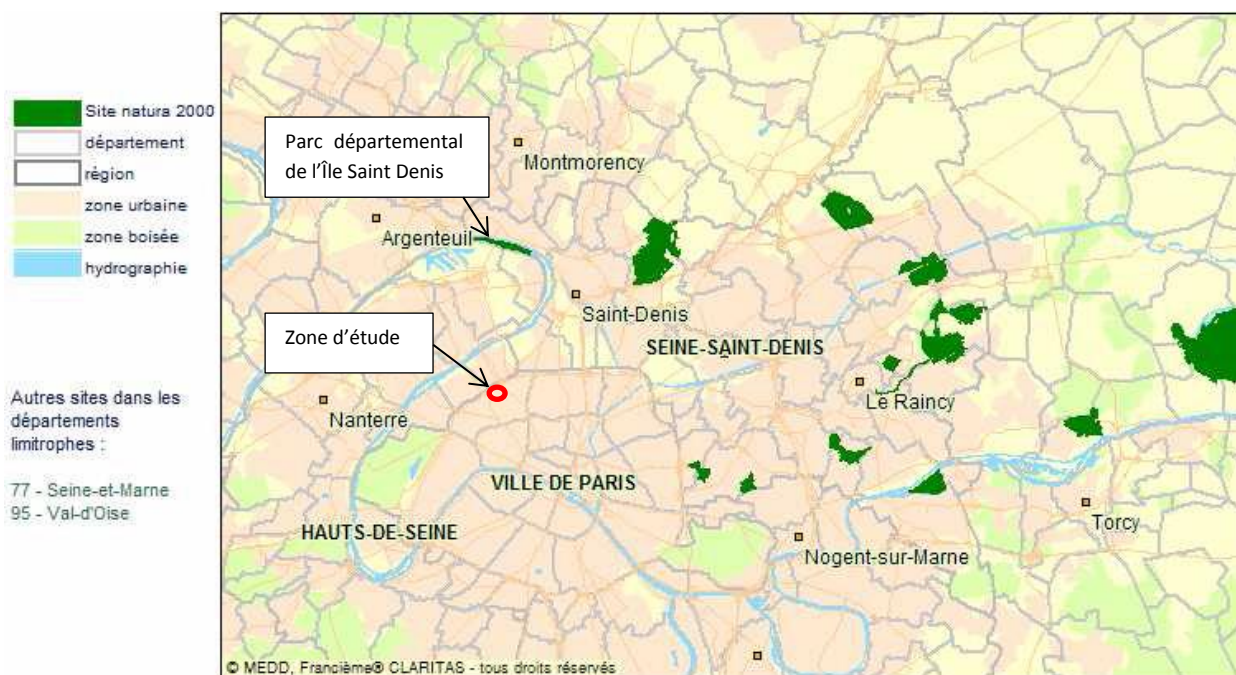 Site natura 2000
département
région
zone urbaine
zone boisée
hydrographie
Autres sites dans les
départements
limitrophes :
77 - Seine-et-Marne
95 - Val-d'Oise
Parc départemental
de l’Île Saint Denis
Montmorency
Argenteuil
Saint-Denis
Zone d’étude
SEINE-SAINT-DENIS
Le Raincy
Nanterre
VILLE DE PARIS
HAUTS-DE-SEINE
Torcy
Nogent-sur-Marne
© MEDD, Francième® CLARITAS - tous droits réservés